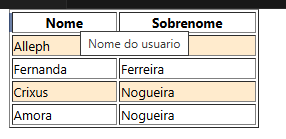 Nome Sobrenome
Alleph
Nome do usuario
Fernanda Ferreira
Crixus Nogueira
Amora Nogueira